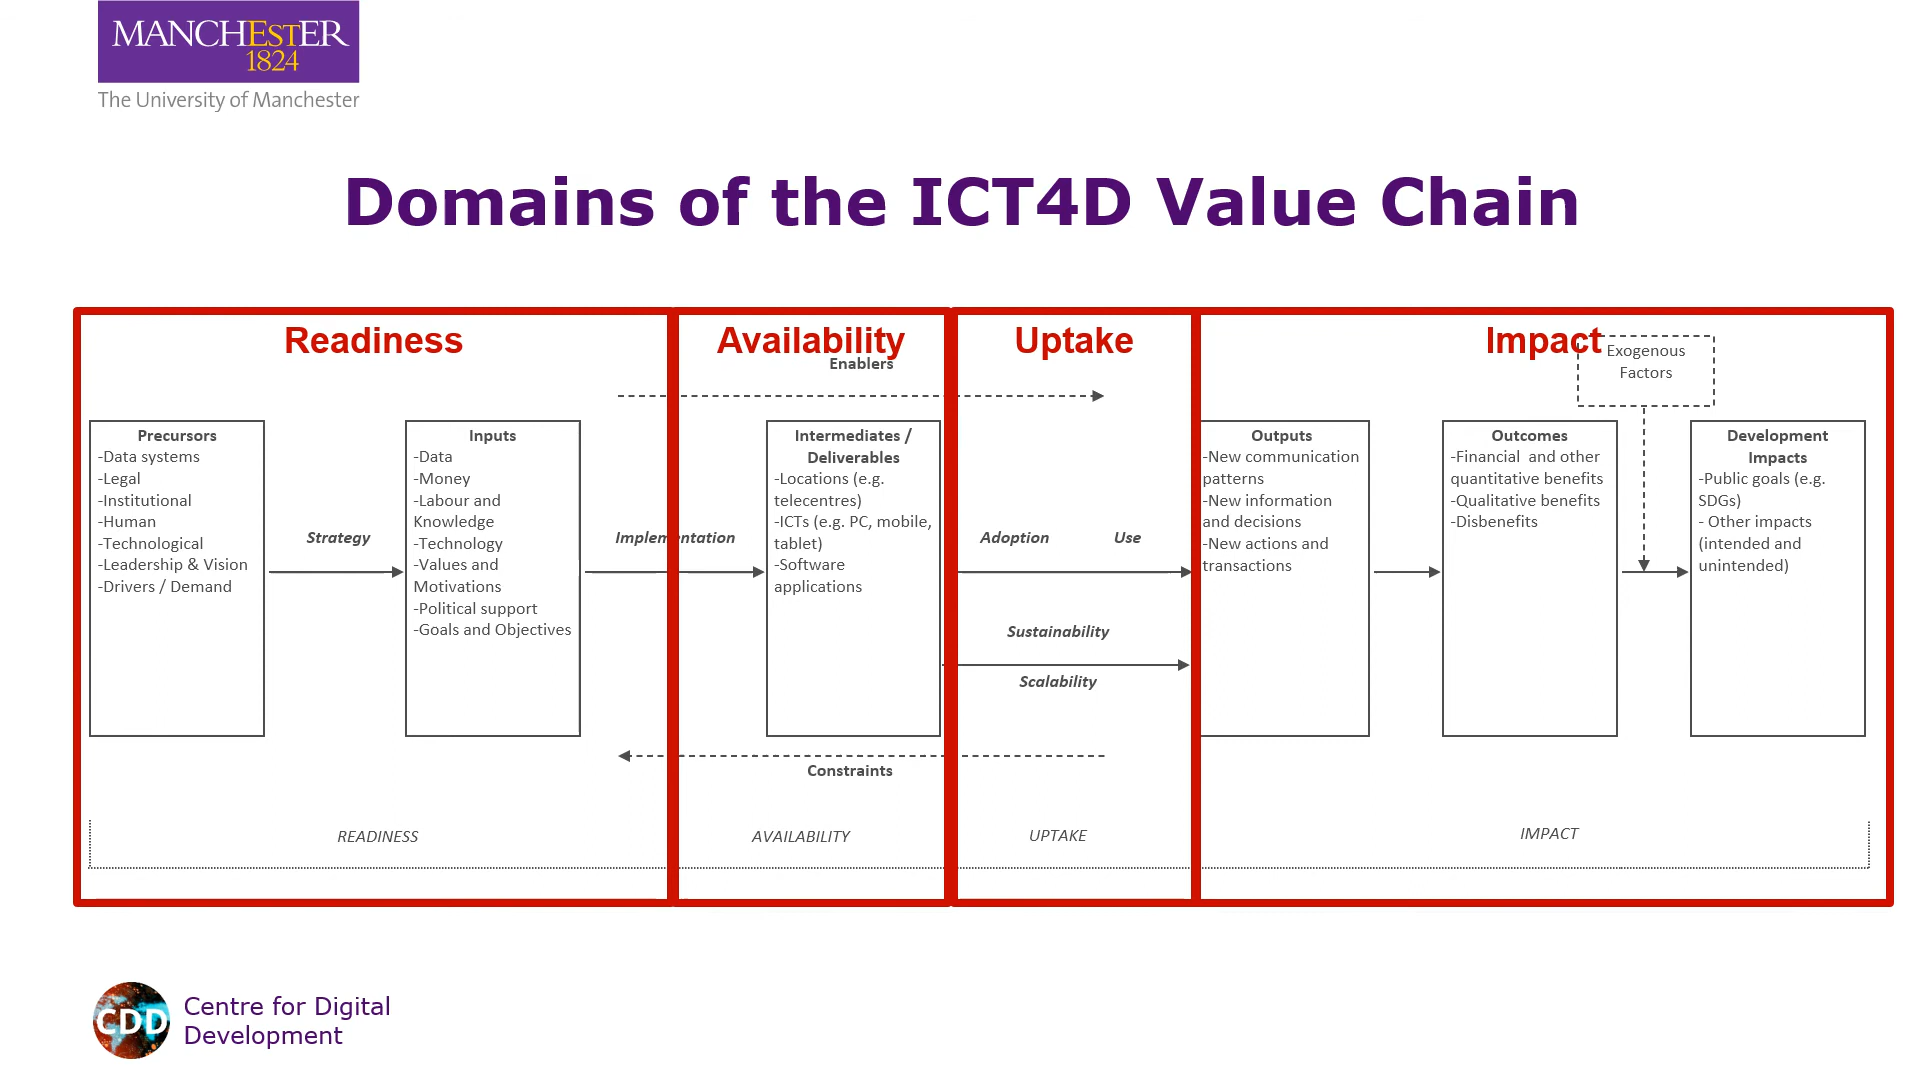 MANCHESTER
1824
The University of Manchester
Domains of the ICT4D Value Chain
Readiness
Availability
Uptake
Impact
Enablers
Exogenous
Factors
Precursors
-Data systems
-Legal
-Institutional
-Human
-Technological
-Leadership & Vision
-Drivers / Demand
Strategy
Inputs
-Data
-Money
-Labour and
Knowledge
-Technology
-Values and
Motivations
-Political support
-Goals and Objectives
Implementation
Intermediates /
Deliverables
-Locations (e.g.
telecentres)
-ICTs (e.g. PC, mobile,
tablet)
-Software
applications
Adoption
Use
Sustainability
Scalability
Outputs
-New communication
patterns
-New information
and decisions
-New actions and
transactions
Outcomes
-Financial  and other
quantitative benefits
-Qualitative benefits
-Disbenefits
Development
Impacts
-Public goals (e.g.
SDGs)
- Other impacts
(intended and
unintended)
Constraints
READINESS
AVAILABILITY
UPTAKE
IMPACT
CDD
Centre for Digital
Development